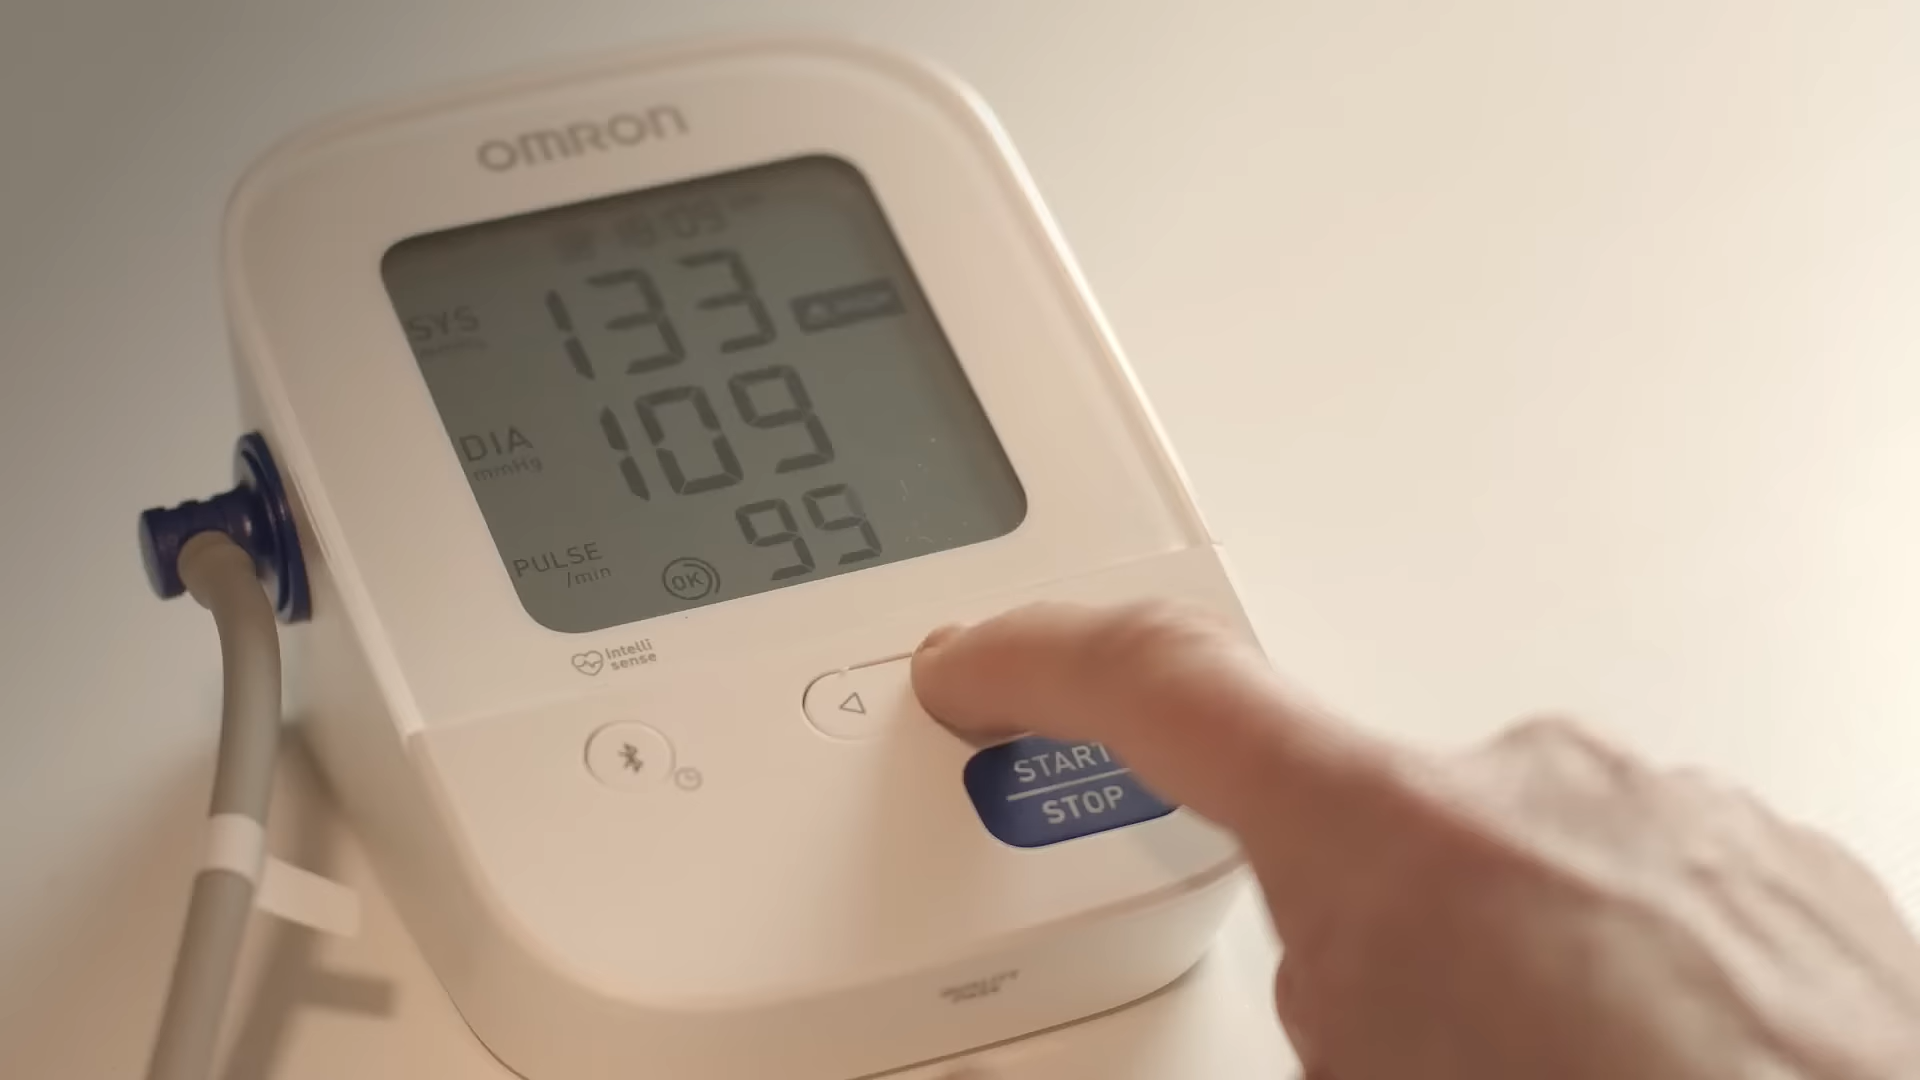 OMRON
SYS
133
DIA
mmHg
109
PULSE
/min
OK
99
intelli
sense
START
STOP